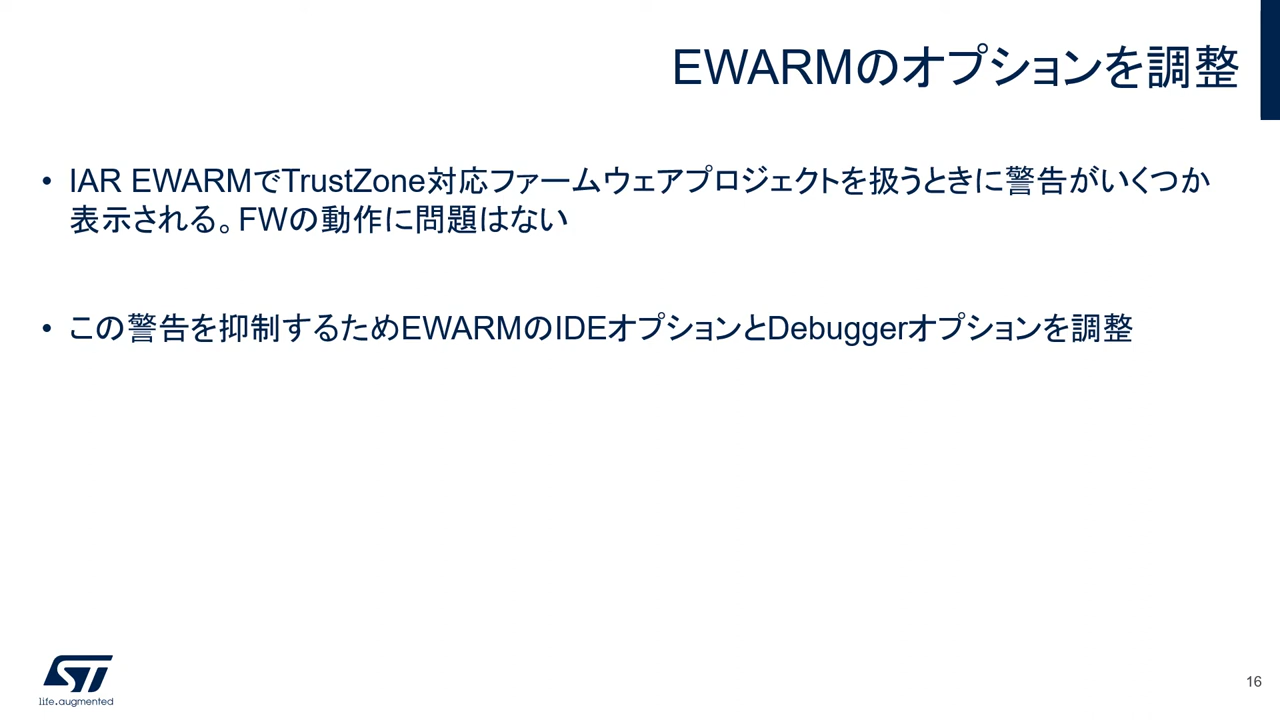 EWARMのオプションを調整
• IAR EWARMでTrustZone対応ファームウェアプロジェクトを扱うときに警告がいくつか
表示される。FWの動作に問題はない
• この警告を抑制するためEWARMのIDEオプションとDebuggerオプションを調整
ST
life.augmented
16